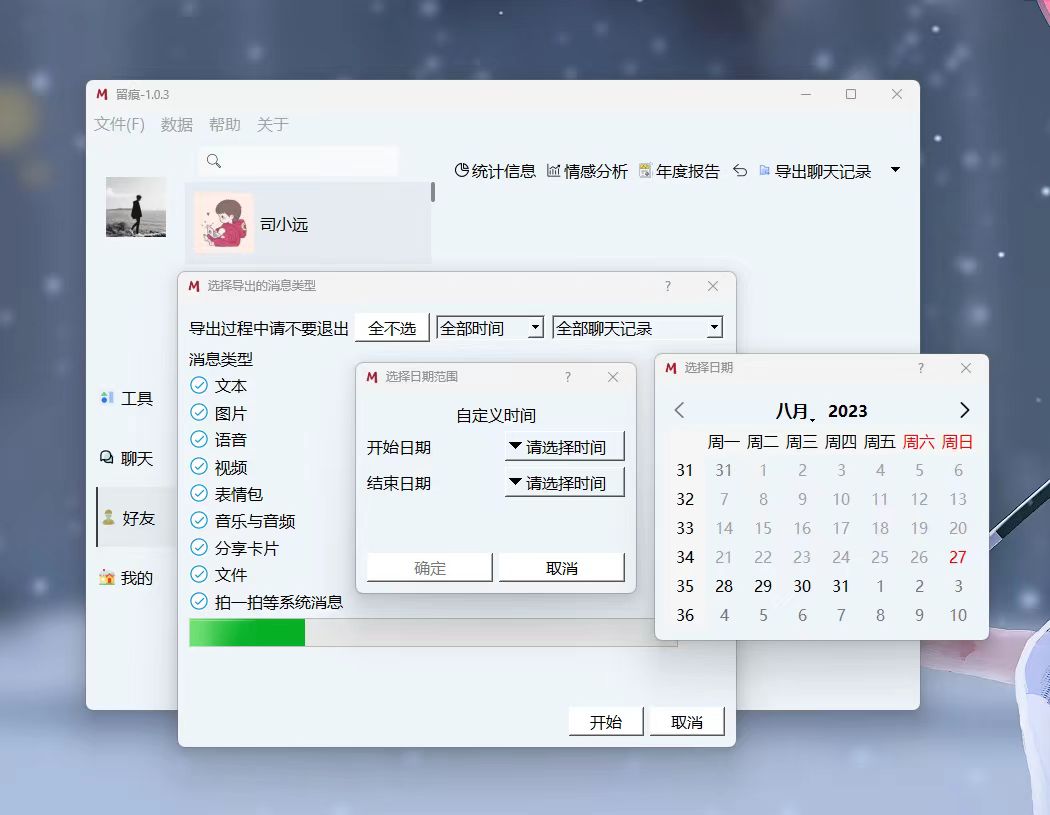 M 留痕-1.0.3
文件(F) 数据 帮助 关于
统计信息 情感分析 年度报告 导出聊天记录
司小远
工具
聊天
好友
我的
M 选择导出的消息类型 ?
导出过程中请不要退出 全不选 全部时间 全部聊天记录
消息类型
文本
图片
语音
视频
表情包
音乐与音频
分享卡片
文件
拍一拍等系统消息
开始 取消
M 选择日期范围 ?
自定义时间
开始日期 请选择时间
结束日期 请选择时间
确定 取消
M 选择日期 ?
八月, 2023
周一 周二 周三 周四 周五 周六 周日
31 31 1 2 3 4 5 6
32 7 8 9 10 11 12 13
33 14 15 16 17 18 19 20
34 21 22 23 24 25 26 27
35 28 29 30 31 1 2 3
36 4 5 6 7 8 9 10